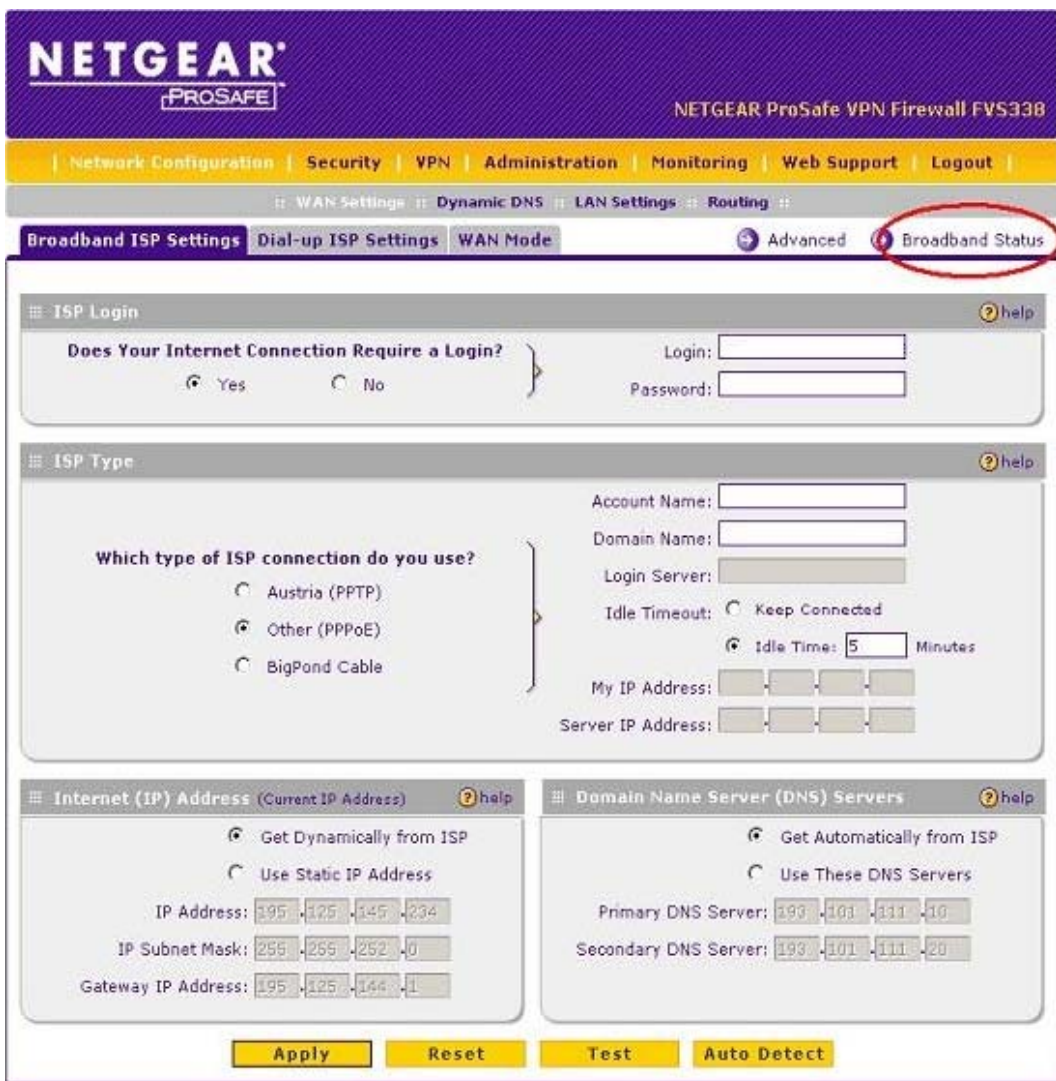 NETGEAR
PROSAFE
NETGEAR ProSafe VPN Firewall FVS338
Network Configuration | Security | VPN | Administration | Monitoring | Web Support | Logout
WAN Settings Dynamic DNS LAN Settings Routing
Broadband ISP Settings Dial-up ISP Settings WAN Mode Advanced Broadband Status
ISP Login help
Does Your Internet Connection Require a Login?
Yes No
Login:
Password:
ISP Type help
Which type of ISP connection do you use?
Austria (PPTP)
Other (PPPoE)
BigPond Cable
Account Name:
Domain Name:
Login Server:
Idle Timeout: Keep Connected
Idle Time: 5 Minutes
My IP Address:
Server IP Address:
Internet (IP) Address (Current IP Address) help
Get Dynamically from ISP
Use Static IP Address
IP Address: 195 .125 .145 .234
IP Subnet Mask: 255 .255 .252 .0
Gateway IP Address: 195 .125 .144 .1
Domain Name Server (DNS) Servers help
Get Automatically from ISP
Use These DNS Servers
Primary DNS Server: 193 .101 .111 .10
Secondary DNS Server: 193 .101 .111 .20
Apply Reset Test Auto Detect